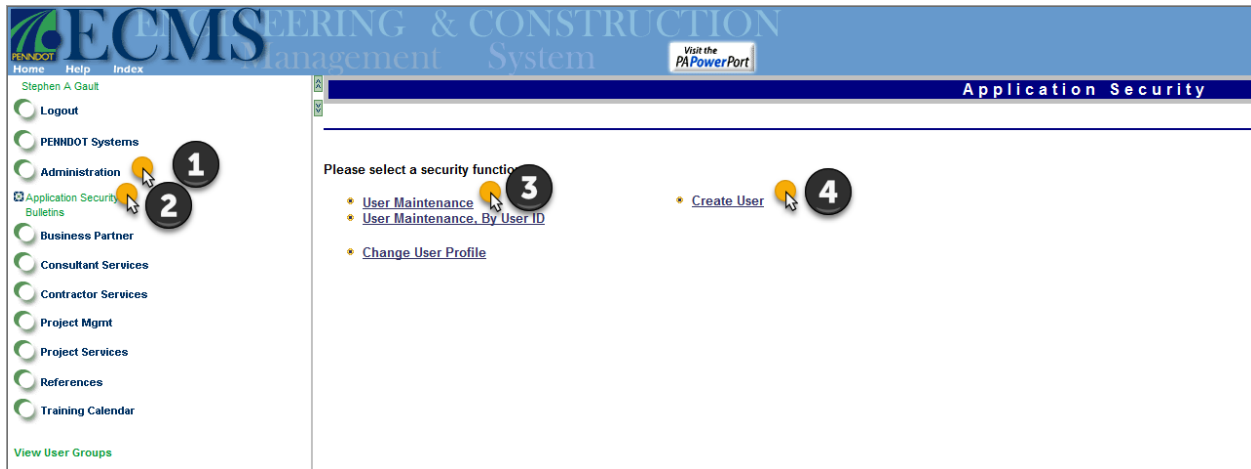 ENGINEERING & CONSTRUCTION
Management System
PENNDOT
ECMS
Visit the
PAPowerPort
Home Help Index
Stephen A Gault
Logout
PENNDOT Systems
Administration
1
Application Security
2
Bulletins
Business Partner
Consultant Services
Contractor Services
Project Mgmt
Project Services
References
Training Calendar
View User Groups
Application Security
Please select a security function
User Maintenance
3
User Maintenance, By User ID
Change User Profile
Create User
4